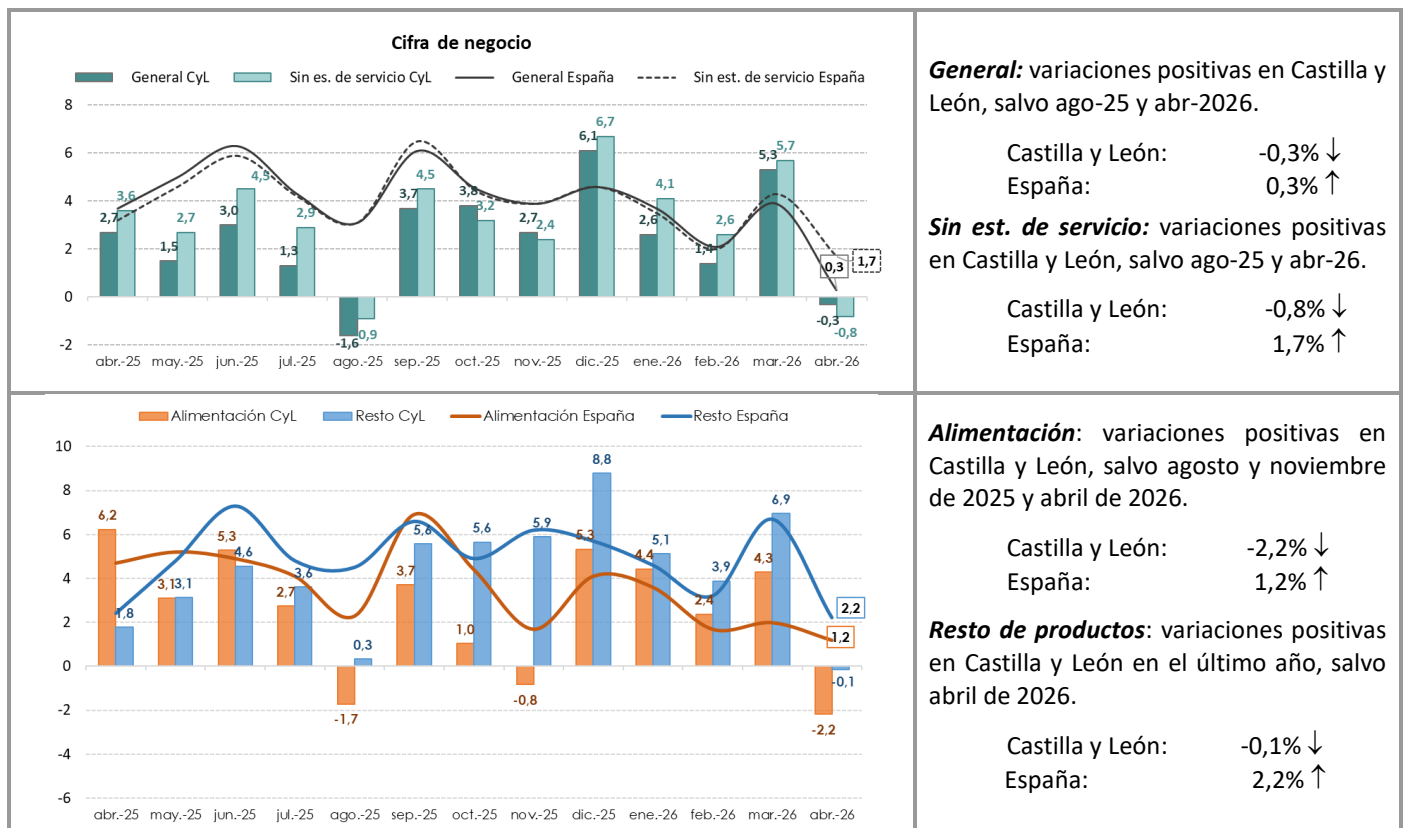 Cifra de negocio
General CyL Sin es. de servicio CyL General España Sin est. de servicio España
8
6
4
2
0
-2
2,7 3,6 1,5 2,7 3,0 4,5 1,3 2,9 -1,6 -0,9 3,7 4,5 3,8 3,2 2,7 2,4 6,1 6,7 2,6 4,1 1,4 2,6 5,3 5,7 -0,3 -0,8
0,3 1,7
abr.-25 may.-25 jun.-25 jul.-25 ago.-25 sep.-25 oct.-25 nov.-25 dic.-25 ene.-26 feb.-26 mar.-26 abr.-26
General: variaciones positivas en Castilla y
León, salvo ago-25 y abr-2026.
Castilla y León: -0,3% ↓
España: 0,3% ↑
Sin est. de servicio: variaciones positivas
en Castilla y León, salvo ago-25 y abr-26.
Castilla y León: -0,8% ↓
España: 1,7% ↑
Alimentación CyL Resto CyL Alimentación España Resto España
10
8
6
4
2
0
-2
-4
-6
6,2 1,8 3,1 3,1 5,3 4,6 2,7 3,6 -1,7 0,3 3,7 5,6 1,0 5,6 -0,8 5,9 5,3 8,8 4,4 5,1 2,4 3,9 4,3 6,9 -2,2 -0,1
2,2
1,2
abr.-25 may.-25 jun.-25 jul.-25 ago.-25 sep.-25 oct.-25 nov.-25 dic.-25 ene.-26 feb.-26 mar.-26 abr.-26
Alimentación: variaciones positivas en
Castilla y León, salvo agosto y noviembre
de 2025 y abril de 2026.
Castilla y León: -2,2% ↓
España: 1,2% ↑
Resto de productos: variaciones positivas
en Castilla y León en el último año, salvo
abril de 2026.
Castilla y León: -0,1% ↓
España: 2,2% ↑